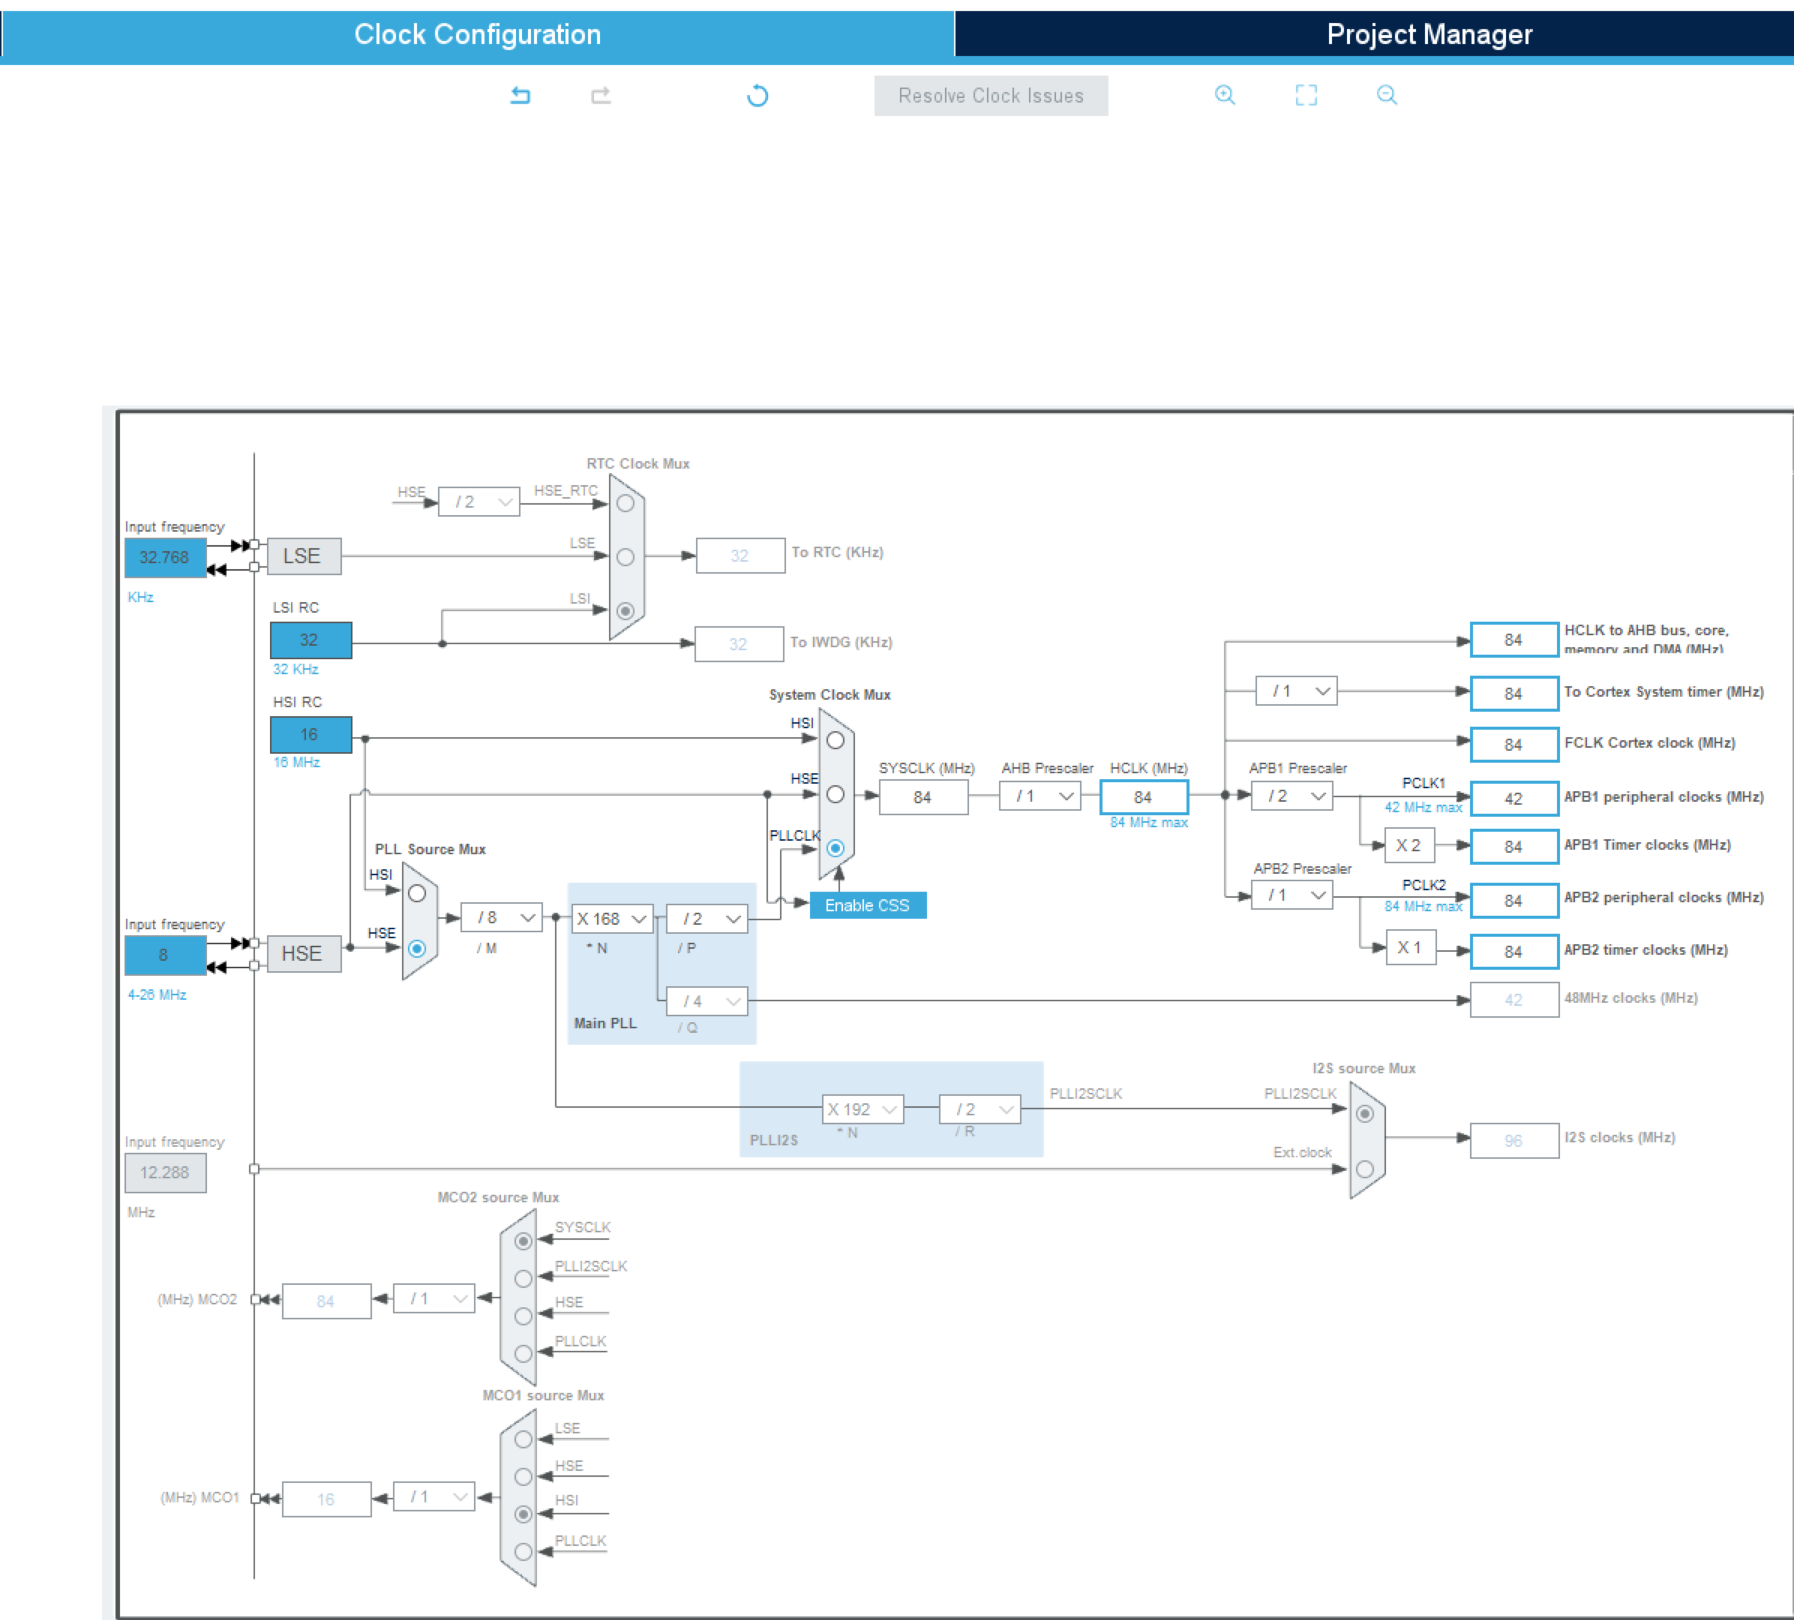 Clock Configuration
Project Manager
Resolve Clock Issues
RTC Clock Mux
HSE
/ 2
HSE_RTC
Input frequency
32.768
KHz
LSE
LSE
32
To RTC (KHz)
LSI
LSI RC
32
32 KHz
32
To IWDG (KHz)
HSI RC
16
16 MHz
System Clock Mux
HSI
HSE
PLLCLK
SYSCLK (MHz)
84
AHB Prescaler
/ 1
HCLK (MHz)
84
84 MHz max
84
HCLK to AHB bus, core,
memory and DMA (MHz)
/ 1
84
To Cortex System timer (MHz)
84
FCLK Cortex clock (MHz)
APB1 Prescaler
/ 2
PCLK1
42 MHz max
42
APB1 peripheral clocks (MHz)
X 2
84
APB1 Timer clocks (MHz)
APB2 Prescaler
/ 1
PCLK2
84 MHz max
84
APB2 peripheral clocks (MHz)
X 1
84
APB2 timer clocks (MHz)
42
48MHz clocks (MHz)
PLL Source Mux
HSI
HSE
Input frequency
8
4-26 MHz
HSE
/ 8
/ M
X 168
* N
/ 2
/ P
/ 4
/ Q
Main PLL
Enable CSS
X 192
* N
/ 2
/ R
PLLI2S
PLLI2SCLK
I2S source Mux
PLLI2SCLK
Ext.clock
96
I2S clocks (MHz)
Input frequency
12.288
MHz
MCO2 source Mux
SYSCLK
PLLI2SCLK
HSE
PLLCLK
(MHz) MCO2
84
/ 1
MCO1 source Mux
LSE
HSE
HSI
PLLCLK
(MHz) MCO1
16
/ 1